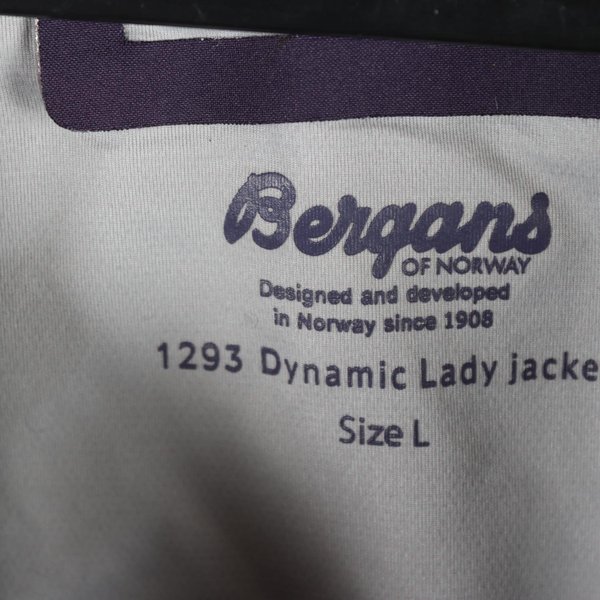 Bergans
OF NORWAY
Designed and developed
in Norway since 1908
1293 Dynamic Lady jacke
Size L